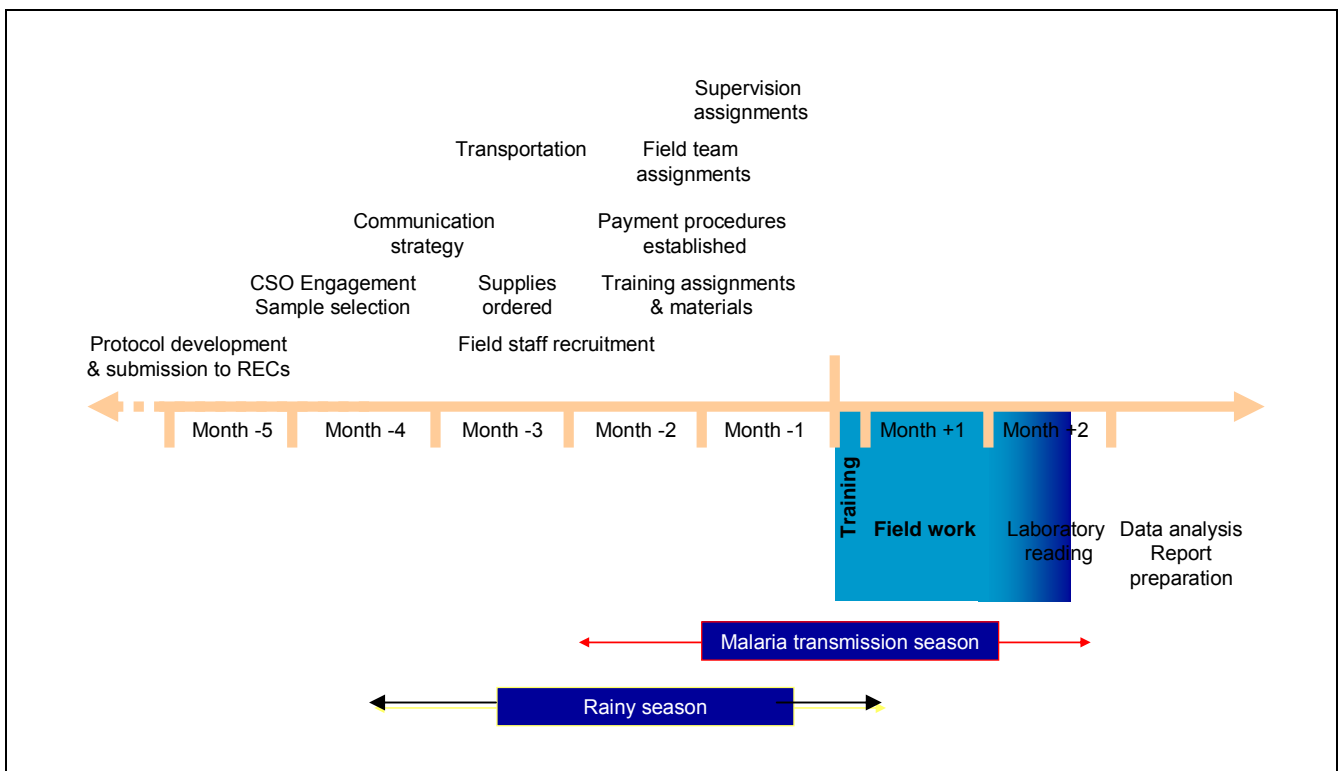 Supervision
assignments
Transportation
Field team
assignments
Communication
strategy
Payment procedures
established
CSO Engagement
Sample selection
Supplies
ordered
Training assignments
& materials
Protocol development
& submission to RECs
Field staff recruitment
Month -5
Month -4
Month -3
Month -2
Month -1
Month +1
Month +2
Training
Field work
Laboratory
reading
Data analysis
Report
preparation
Malaria transmission season
Rainy season